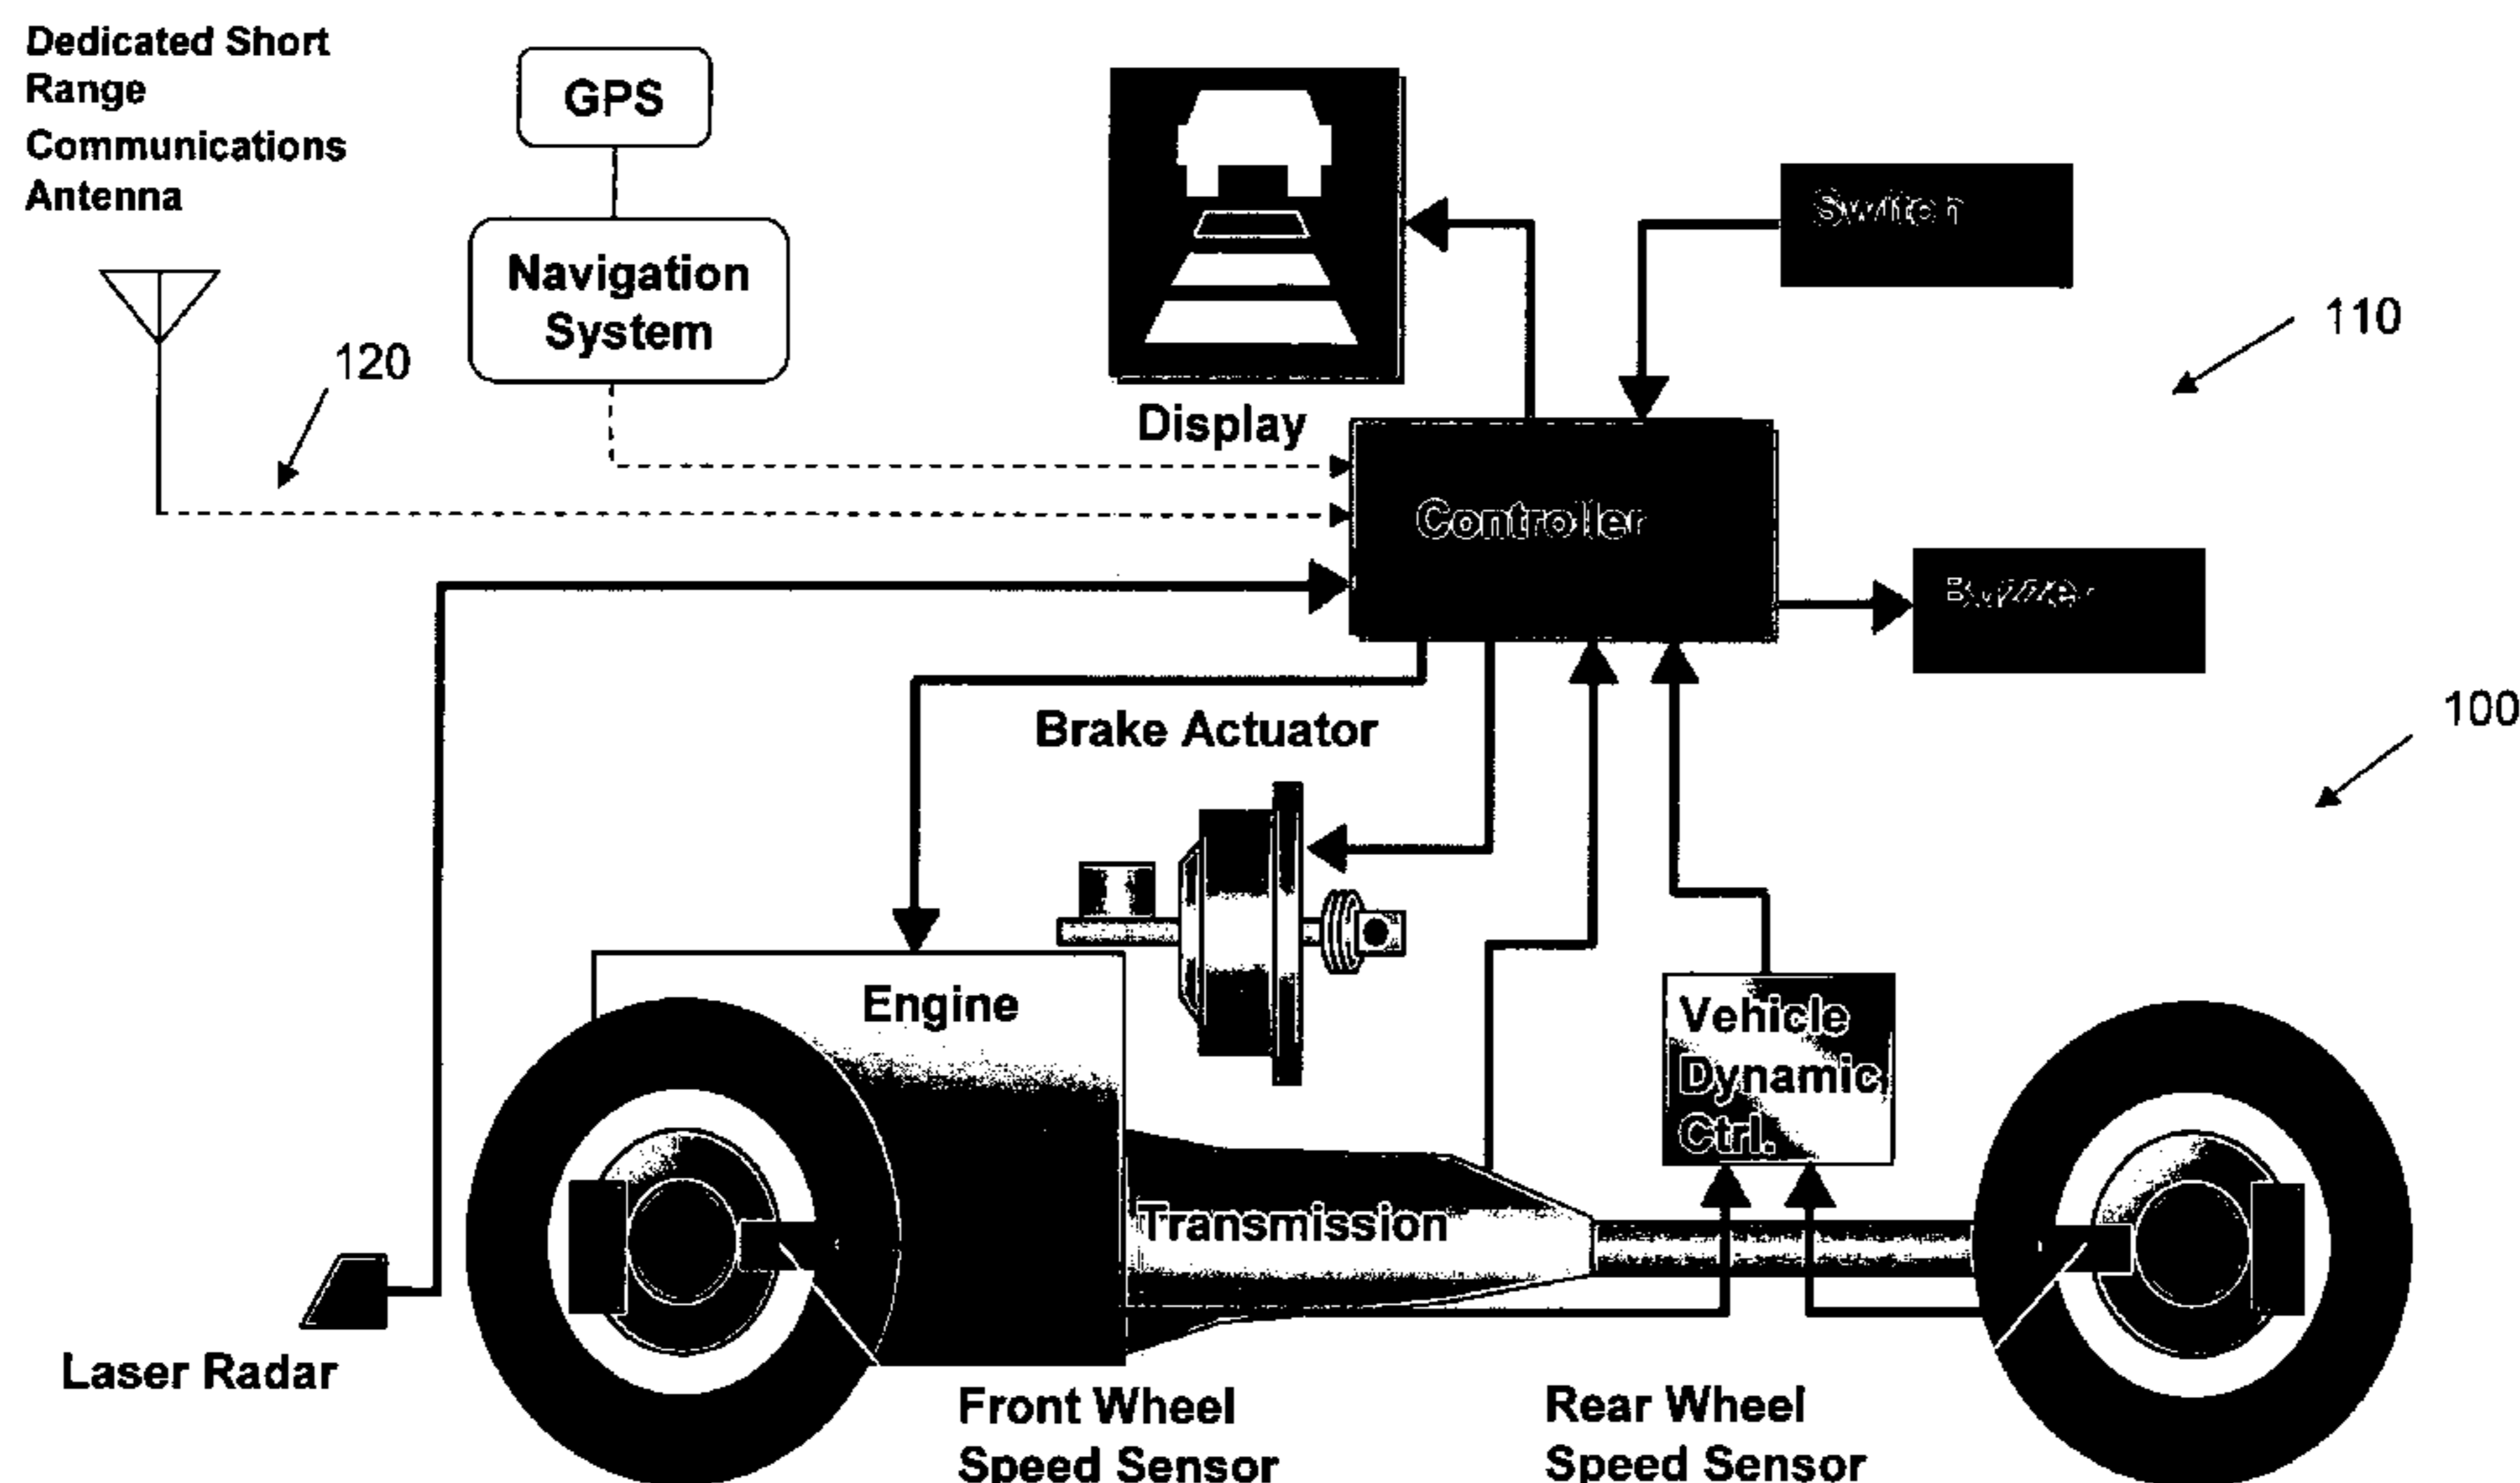 Dedicated Short
Range
Communications
Antenna
GPS
Navigation
System
120
Display
Switch
110
Controller
Buzzer
100
Brake Actuator
Engine
Vehicle
Dynamic
Ctrl.
Transmission
Laser Radar
Front Wheel
Speed Sensor
Rear Wheel
Speed Sensor